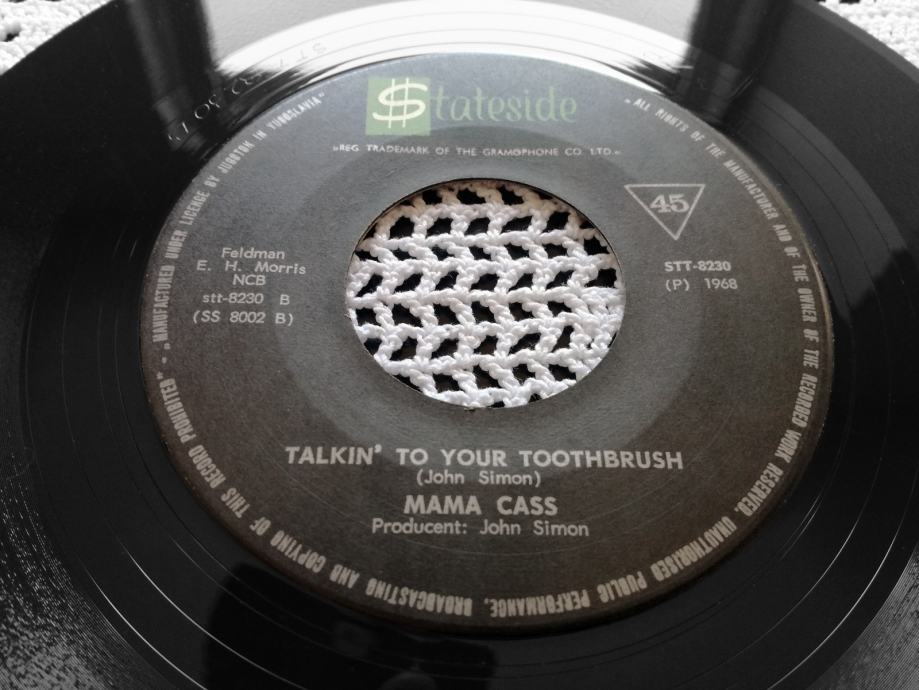 $tateside
„REG. TRADEMARK OF THE GRAMOPHONE CO. LTD.„
„MANUFACTURED UNDER LICENCE BY JUGOTON IN YUGOSLAVIA”
„ALL RIGHTS OF THE MANUFACTURER AND OF THE OWNER OF THE RECORDED WORK RESERVED. UNAUTHORISED PUBLIC PERFORMANCE, BROADCASTING AND COPYING OF THIS RECORD PROHIBITED”
45
Feldman
E. H. Morris
NCB
stt-8230 B
(SS 8002 B)
STT-8230
(P) 1968
TALKIN' TO YOUR TOOTHBRUSH
(John Simon)
MAMA CASS
Producent: John Simon